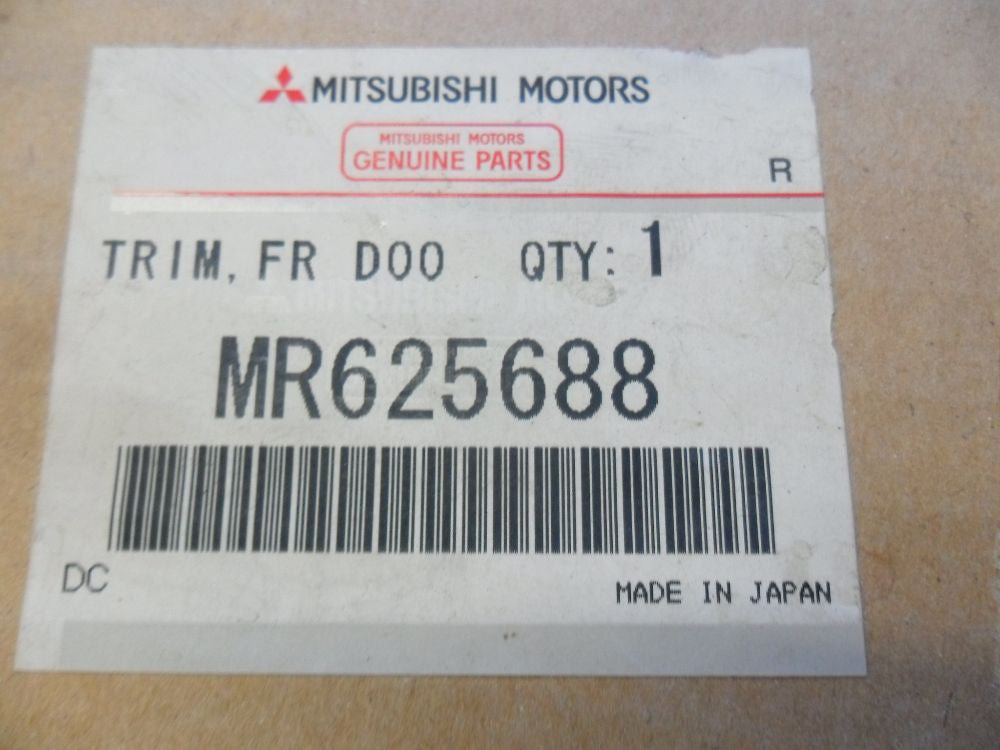 MITSUBISHI MOTORS
MITSUBISHI MOTORS
GENUINE PARTS
R
TRIM, FR DOO QTY: 1
MR625688
DC
MADE IN JAPAN